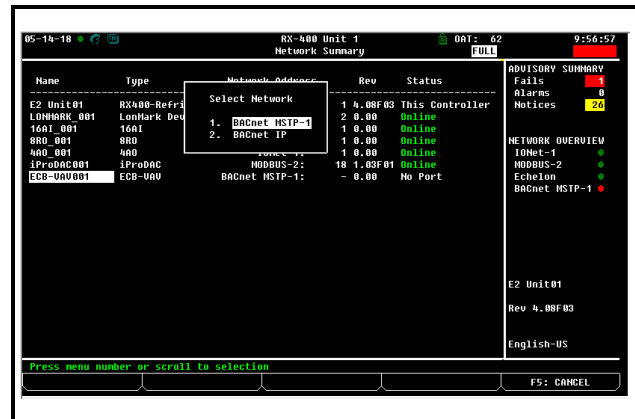 05-14-18 RX-400 Unit 1 OAT: 62 9:56:57
Network Summary FULL
ADVISORY SUMMARY
Fails 1
Alarms 0
Notices 26
NETWORK OVERVIEW
IONet-1
MODBUS-2
Echelon
BACnet MSTP-1
E2 Unit01
Rev 4.08F03
English-US
Name Type Network Address Rev Status
E2 Unit01 RX400-Refri 1 4.08F03 This Controller
LONMARK_001 LonMark Dev 2 0.00 Online
16AI_001 16AI 1 0.00 Online
8RO_001 8RO 1 0.00 Online
4AO_001 4AO IONet-1: 1 0.00 Online
iProDAC001 iProDAC MODBUS-2: 18 1.03F01 Online
ECB-VAV001 ECB-VAV BACnet MSTP-1: - 0.00 No Port
Select Network
1. BACnet MSTP-1
2. BACnet IP
Press menu number or scroll to selection
F5: CANCEL